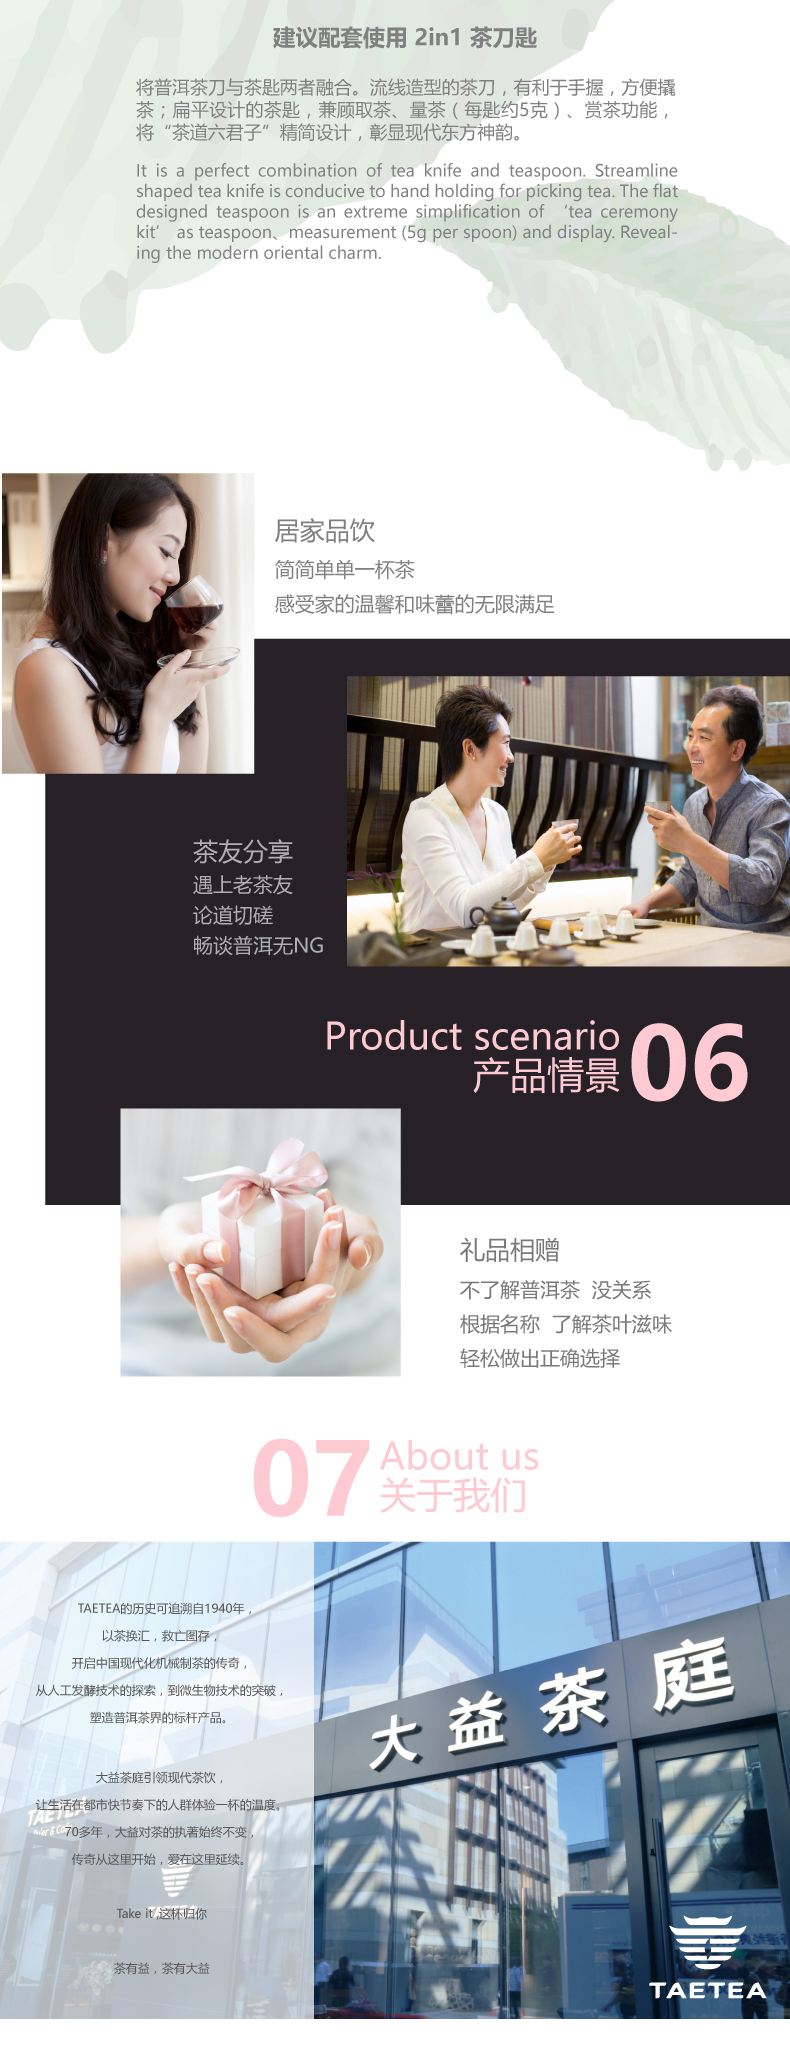 建议配套使用 2in1 茶刀匙
将普洱茶刀与茶匙两者融合。流线造型的茶刀，有利于手握，方便撬
茶；扁平设计的茶匙，兼顾取茶、量茶（每匙约5克）、赏茶功能，
将“茶道六君子”精简设计，彰显现代东方神韵。
It is a perfect combination of tea knife and teaspoon. Streamline
shaped tea knife is conducive to hand holding for picking tea. The flat
designed teaspoon is an extreme simplification of ‘tea ceremony
kit’ as teaspoon、measurement (5g per spoon) and display. Reveal-
ing the modern oriental charm.
居家品饮
简简单单一杯茶
感受家的温馨和味蕾的无限满足
茶友分享
遇上老茶友
论道切磋
畅谈普洱无NG
Product scenario
产品情景
06
礼品相赠
不了解普洱茶 没关系
根据名称 了解茶叶滋味
轻松做出正确选择
07
About us
关于我们
TAETEA的历史可追溯自1940年，
以茶换汇，救亡图存，
开启中国现代化机械制茶的传奇，
从人工发酵技术的探索，到微生物技术的突破，
塑造普洱茶界的标杆产品。
大益茶庭引领现代茶饮，
让生活在都市快节奏下的人群体验一杯的温度。
70多年，大益对茶的执著始终不变，
传奇从这里开始，爱在这里延续。
Take it 这杯归你
茶有益，茶有大益
大益茶庭
TAETEA
TAETEA